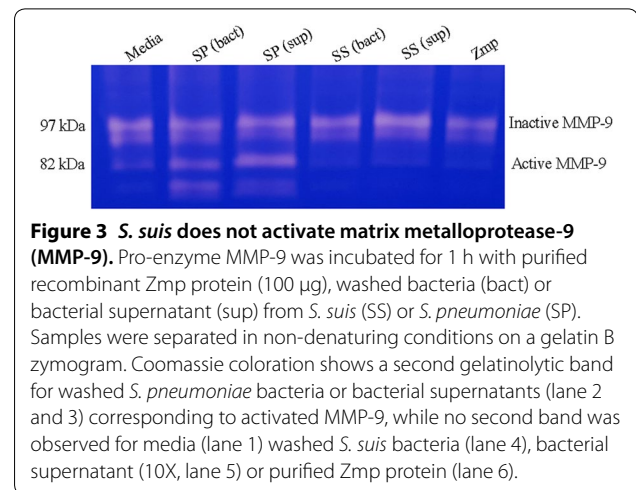 Media SP (bact) SP (sup) SS (bact) SS (sup) Zmp
97 kDa Inactive MMP-9
82 kDa Active MMP-9
Figure 3 S. suis does not activate matrix metalloprotease-9
(MMP-9). Pro-enzyme MMP-9 was incubated for 1 h with purified
recombinant Zmp protein (100 μg), washed bacteria (bact) or
bacterial supernatant (sup) from S. suis (SS) or S. pneumoniae (SP).
Samples were separated in non-denaturing conditions on a gelatin B
zymogram. Coomassie coloration shows a second gelatinolytic band
for washed S. pneumoniae bacteria or bacterial supernatants (lane 2
and 3) corresponding to activated MMP-9, while no second band was
observed for media (lane 1) washed S. suis bacteria (lane 4), bacterial
supernatant (10X, lane 5) or purified Zmp protein (lane 6).